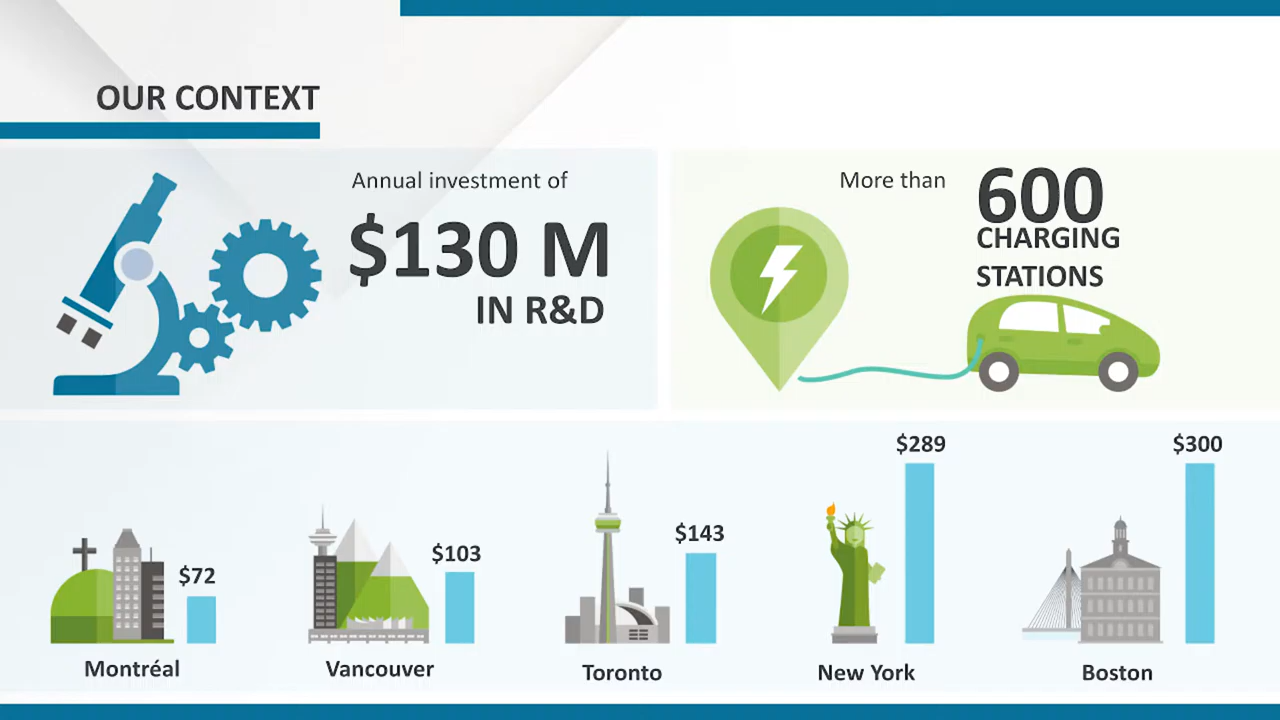 OUR CONTEXT
Annual investment of
$130 M
IN R&D
More than
600
CHARGING
STATIONS
$72
$103
$143
$289
$300
Montréal
Vancouver
Toronto
New York
Boston